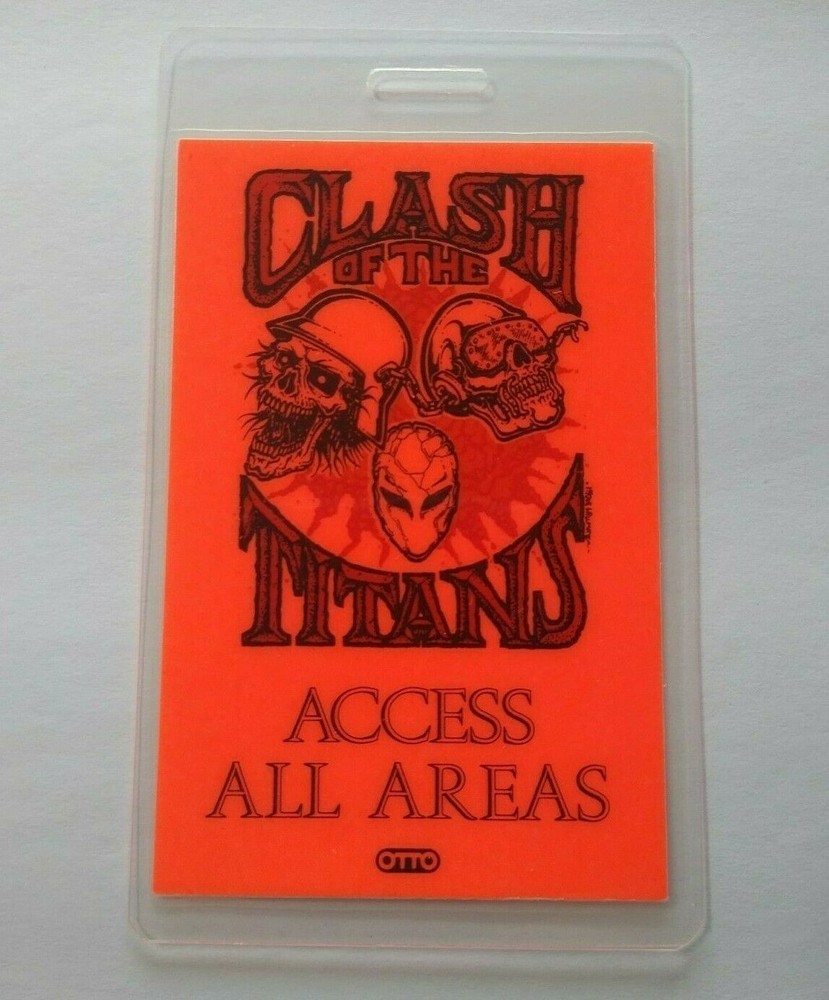 CLASH
OF THE
TITANS
ACCESS
ALL AREAS
OTTO